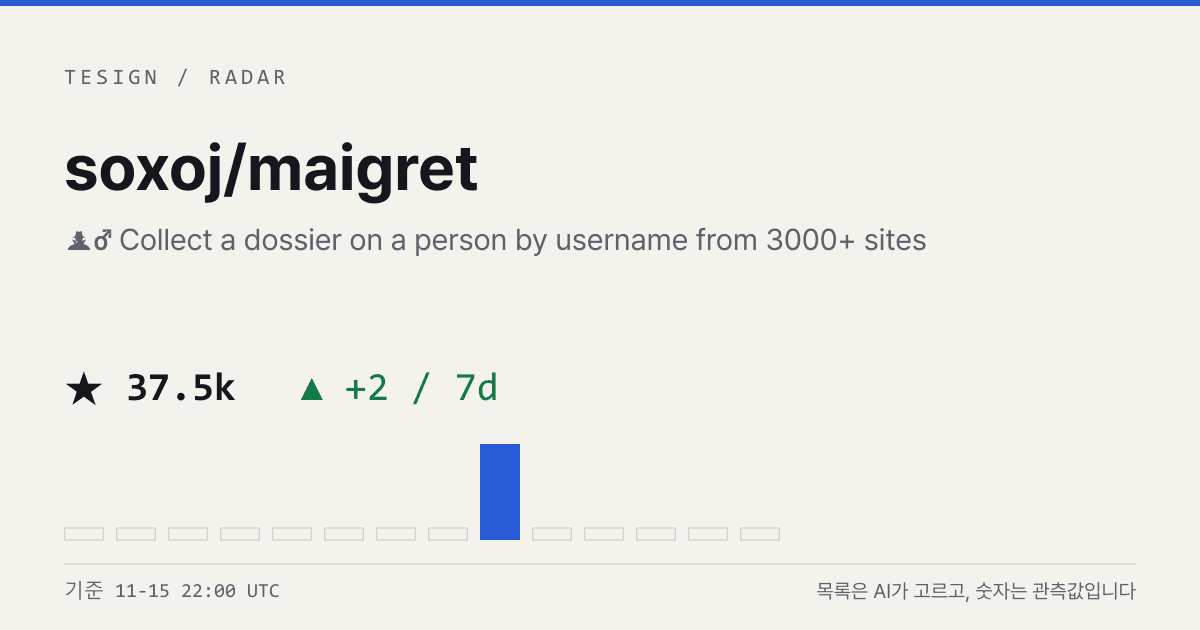 TESIGN / RADAR
soxoj/maigret
🕵️♂ Collect a dossier on a person by username from 3000+ sites
★ 37.5k ▲ +2 / 7d
기준 11-15 22:00 UTC
목록은 AI가 고르고, 숫자는 관측값입니다